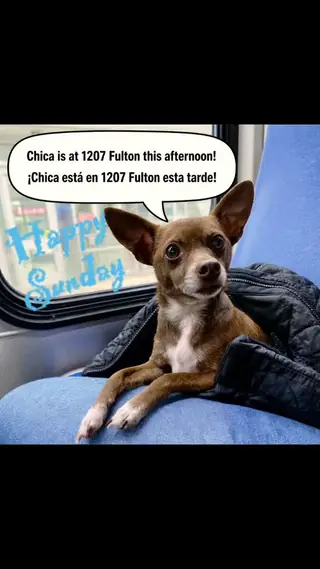 Chica is at 1207 Fulton this afternoon!
¡Chica está en 1207 Fulton esta tarde!
Happy
Sunday